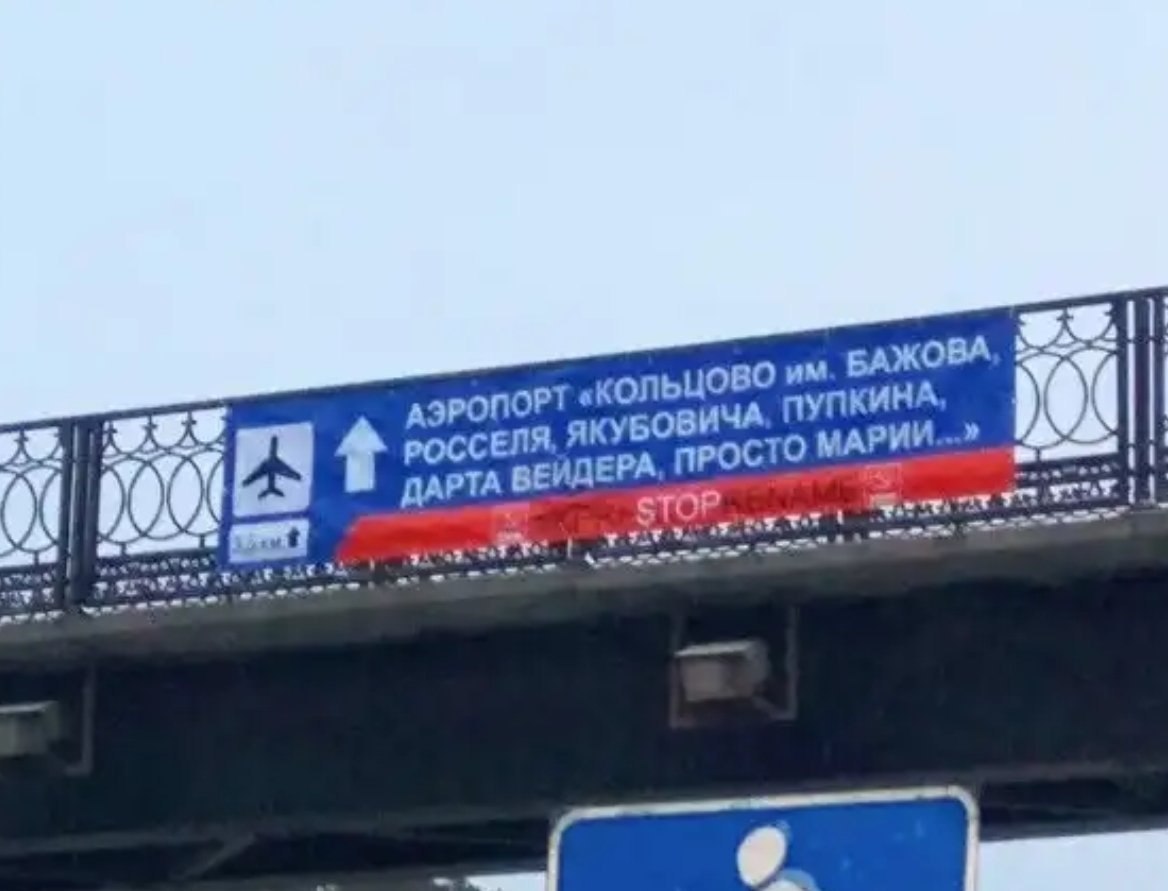 АЭРОПОРТ «КОЛЬЦОВО им. БАЖОВА,
РОССЕЛЯ, ЯКУБОВИЧА, ПУПКИНА,
ДАРТА ВЕЙДЕРА, ПРОСТО МАРИИ...»
STOP